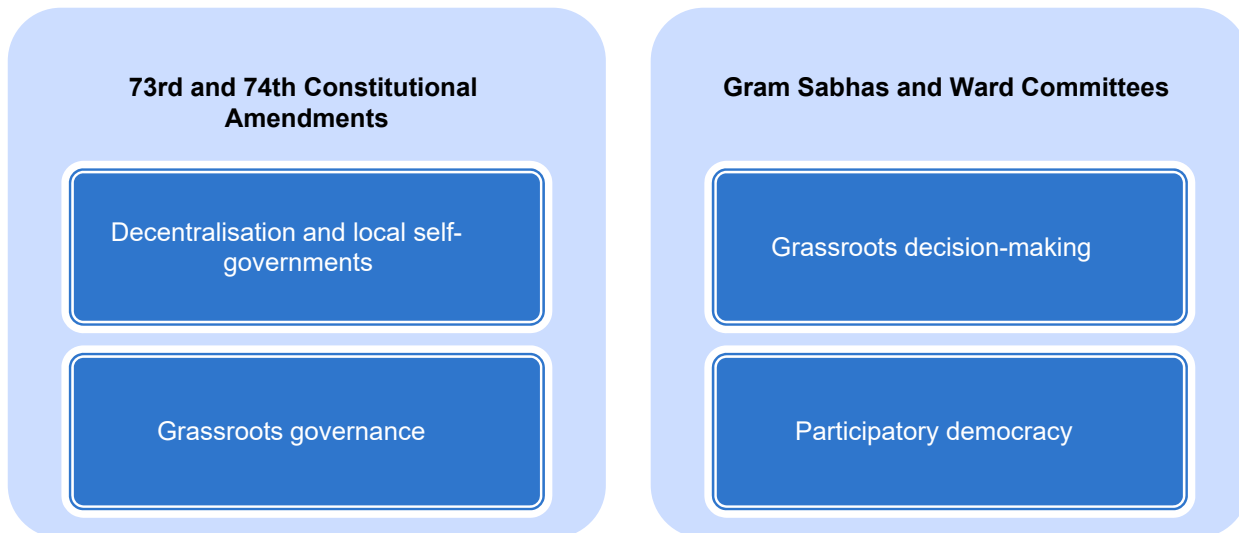 73rd and 74th Constitutional
Amendments
Decentralisation and local self-
governments
Grassroots governance
Gram Sabhas and Ward Committees
Grassroots decision-making
Participatory democracy